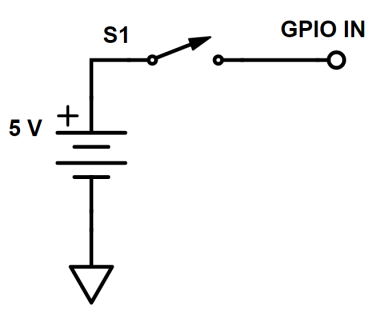 S1
GPIO IN
+
5 V